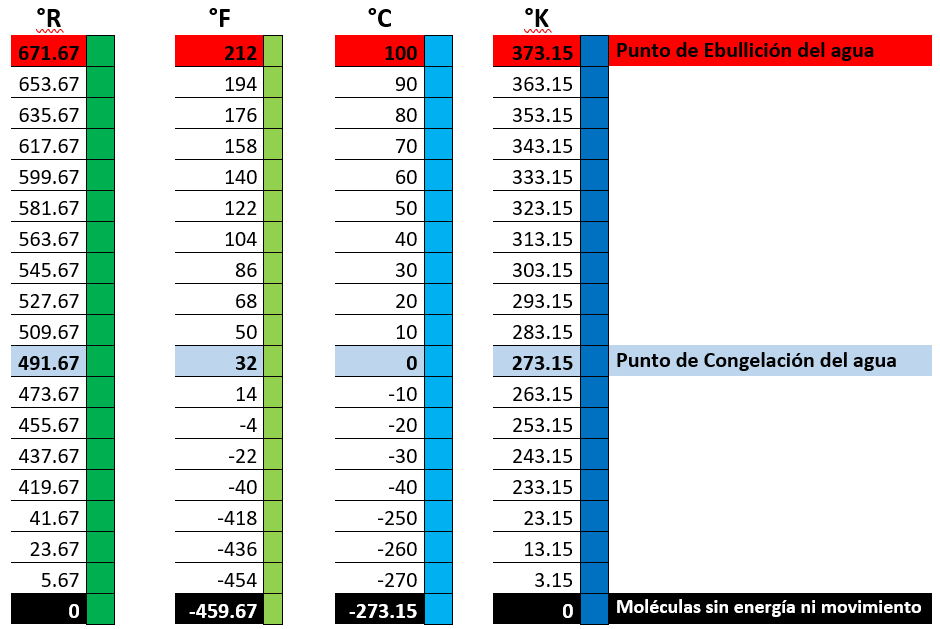 °R °F °C °K
671.67 212 100 373.15 Punto de Ebullición del agua
653.67 194 90 363.15
635.67 176 80 353.15
617.67 158 70 343.15
599.67 140 60 333.15
581.67 122 50 323.15
563.67 104 40 313.15
545.67 86 30 303.15
527.67 68 20 293.15
509.67 50 10 283.15
491.67 32 0 273.15 Punto de Congelación del agua
473.67 14 -10 263.15
455.67 -4 -20 253.15
437.67 -22 -30 243.15
419.67 -40 -40 233.15
41.67 -418 -250 23.15
23.67 -436 -260 13.15
5.67 -454 -270 3.15
0 -459.67 -273.15 0 Moléculas sin energía ni movimiento